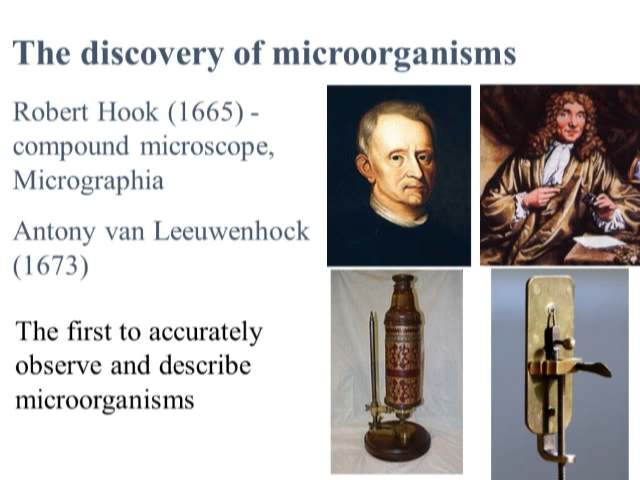 The discovery of microorganisms
Robert Hook (1665) -
compound microscope,
Micrographia
Antony van Leeuwenhock
(1673)
The first to accurately
observe and describe
microorganisms